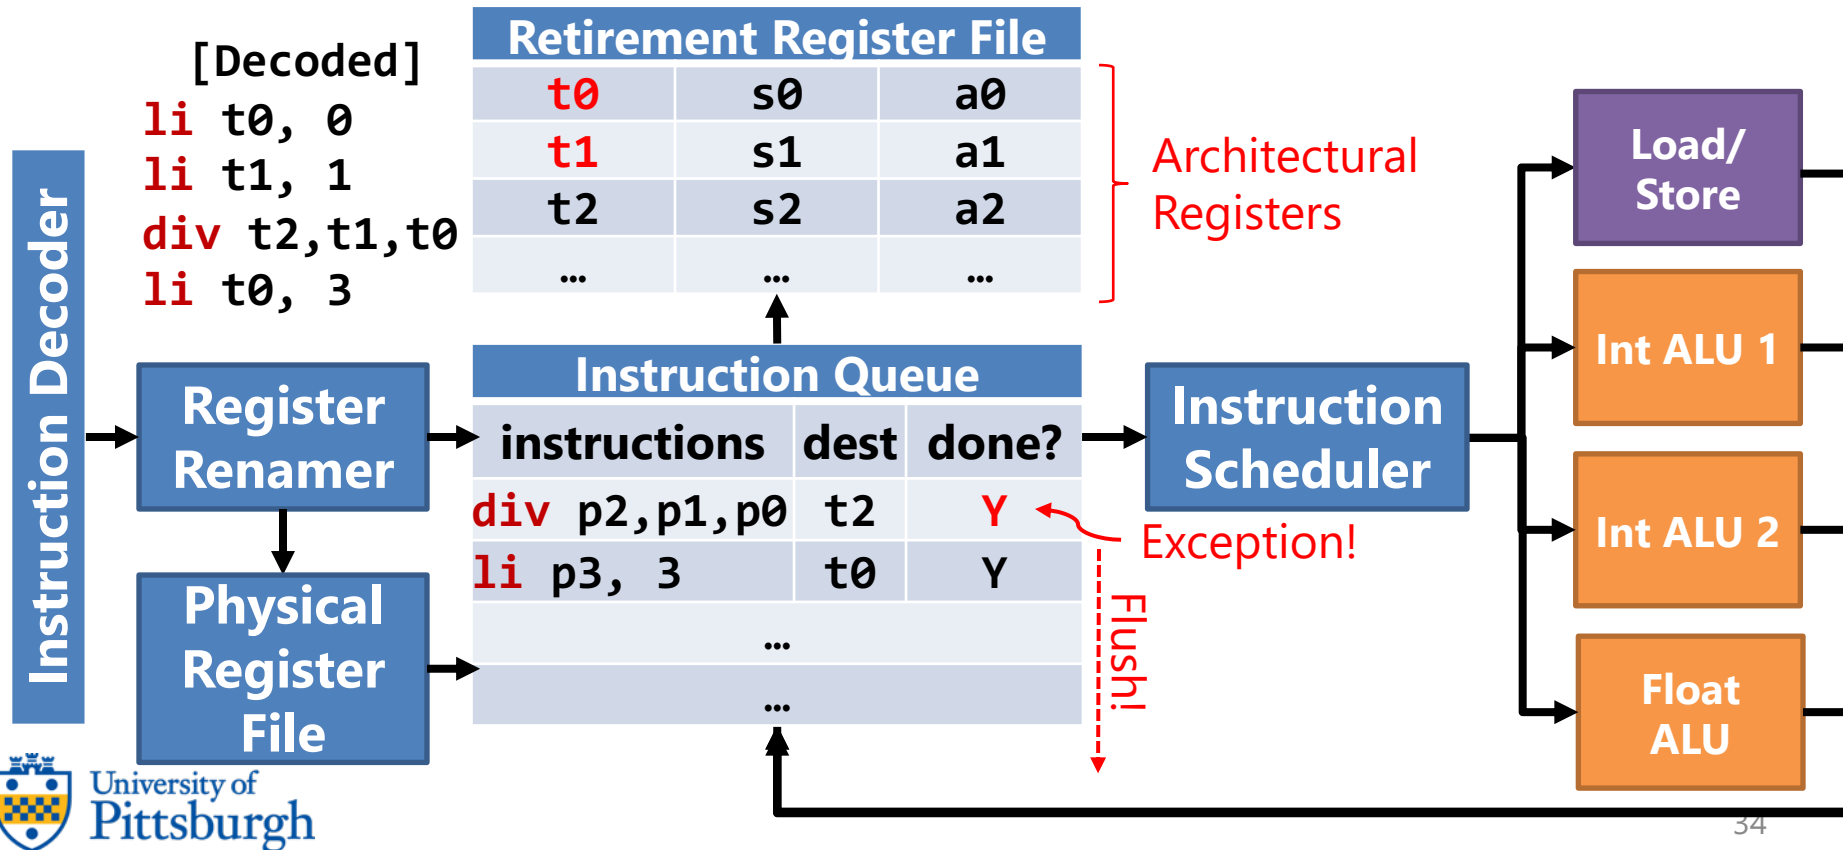 [Decoded]
li t0, 0
li t1, 1
div t2,t1,t0
li t0, 3
Instruction Decoder
Retirement Register File
t0 s0 a0
t1 s1 a1
t2 s2 a2
… … …
Architectural
Registers
Register
Renamer
Physical
Register
File
Instruction Queue
instructions dest done?
div p2,p1,p0 t2 Y
li p3, 3 t0 Y
…
…
Exception!
Flush!
Instruction
Scheduler
Load/
Store
Int ALU 1
Int ALU 2
Float
ALU
University of
Pittsburgh
34